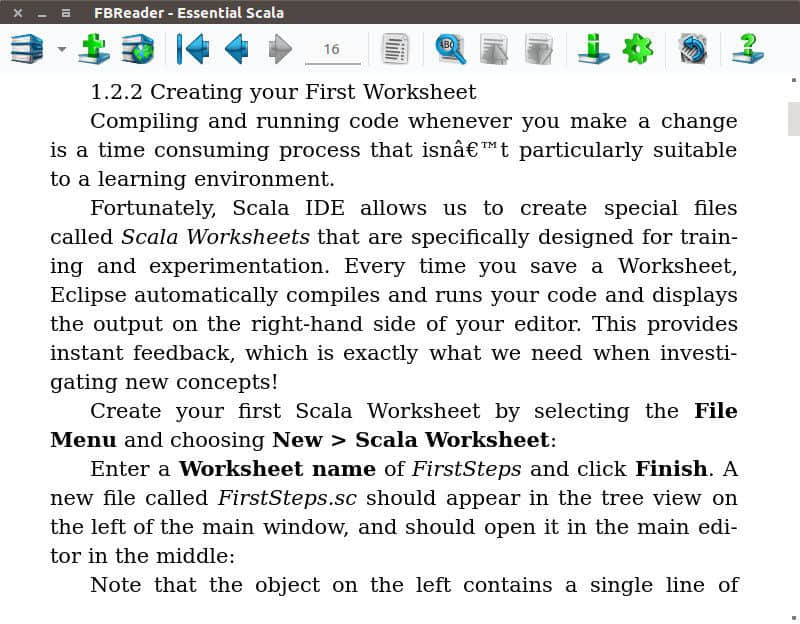 FBReader - Essential Scala
16
1.2.2 Creating your First Worksheet
Compiling and running code whenever you make a change
is a time consuming process that isnâ€™t particularly suitable
to a learning environment.
Fortunately, Scala IDE allows us to create special files
called Scala Worksheets that are specifically designed for train-
ing and experimentation. Every time you save a Worksheet,
Eclipse automatically compiles and runs your code and displays
the output on the right-hand side of your editor. This provides
instant feedback, which is exactly what we need when investi-
gating new concepts!
Create your first Scala Worksheet by selecting the File
Menu and choosing New > Scala Worksheet:
Enter a Worksheet name of FirstSteps and click Finish. A
new file called FirstSteps.sc should appear in the tree view on
the left of the main window, and should open it in the main edi-
tor in the middle:
Note that the object on the left contains a single line of